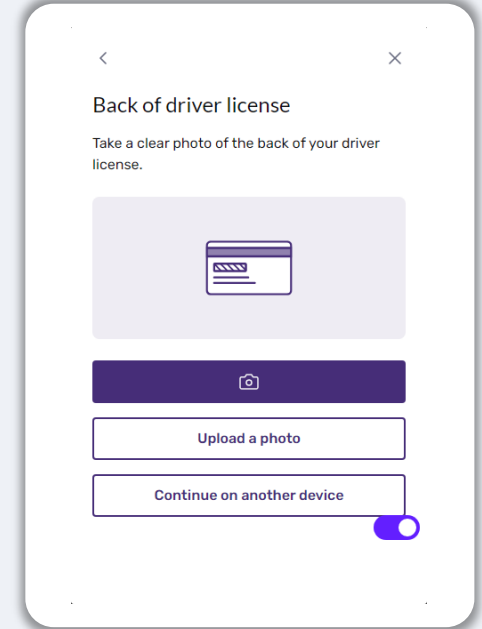 Back of driver license
Take a clear photo of the back of your driver
license.
Upload a photo
Continue on another device